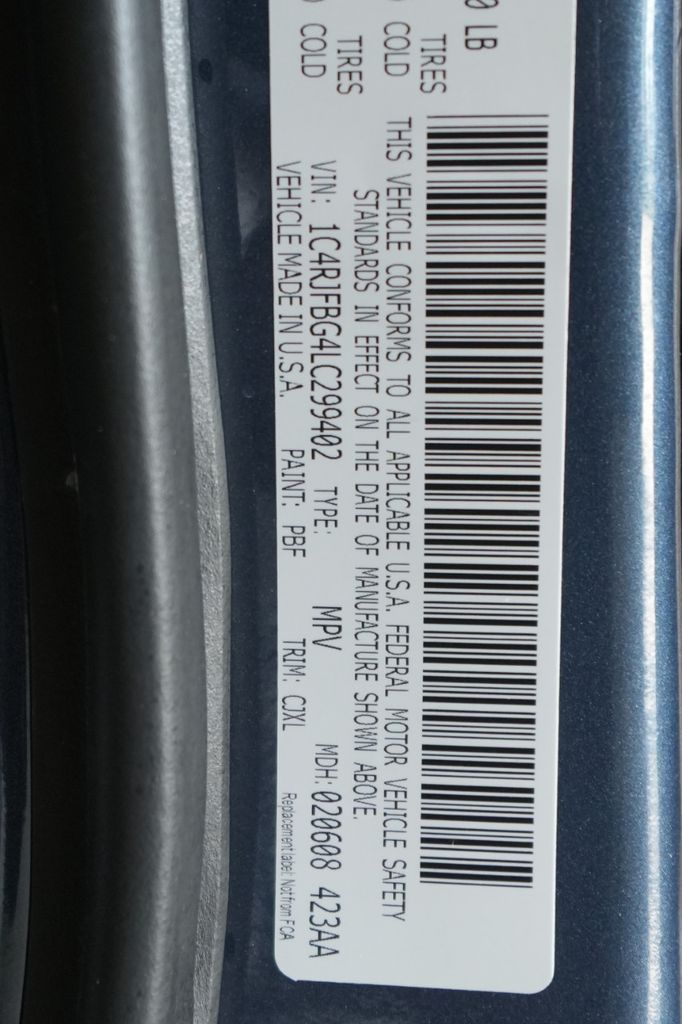 0 LB
TIRES TIRES
) COLD ) COLD
THIS VEHICLE CONFORMS TO ALL APPLICABLE U.S.A. FEDERAL MOTOR VEHICLE SAFETY
STANDARDS IN EFFECT ON THE DATE OF MANUFACTURE SHOWN ABOVE.
VIN: 1C4RJFBG4LC299402 TYPE: MPV MDH: 020608 423AA
VEHICLE MADE IN U.S.A. PAINT: PBF TRIM: CJXL Replacement label: Not from FCA